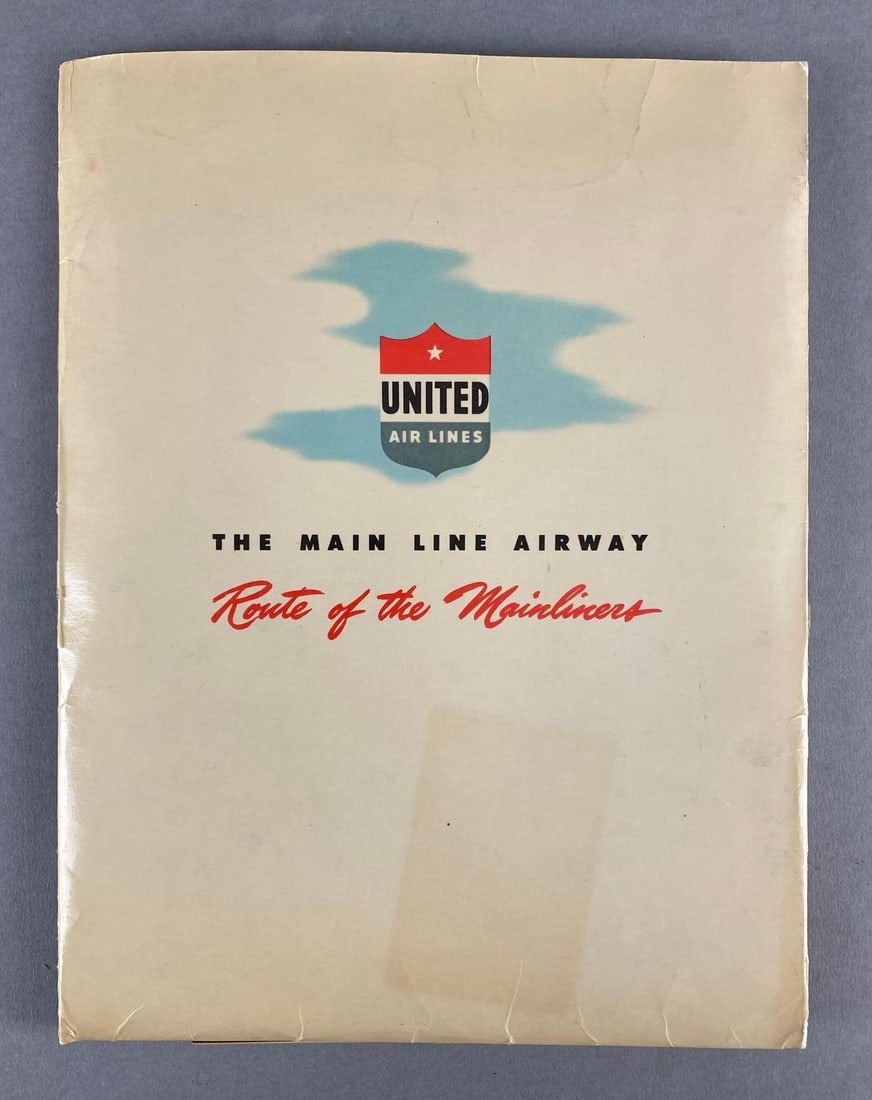 UNITED
AIR LINES
THE MAIN LINE AIRWAY
Route of the Mainliners